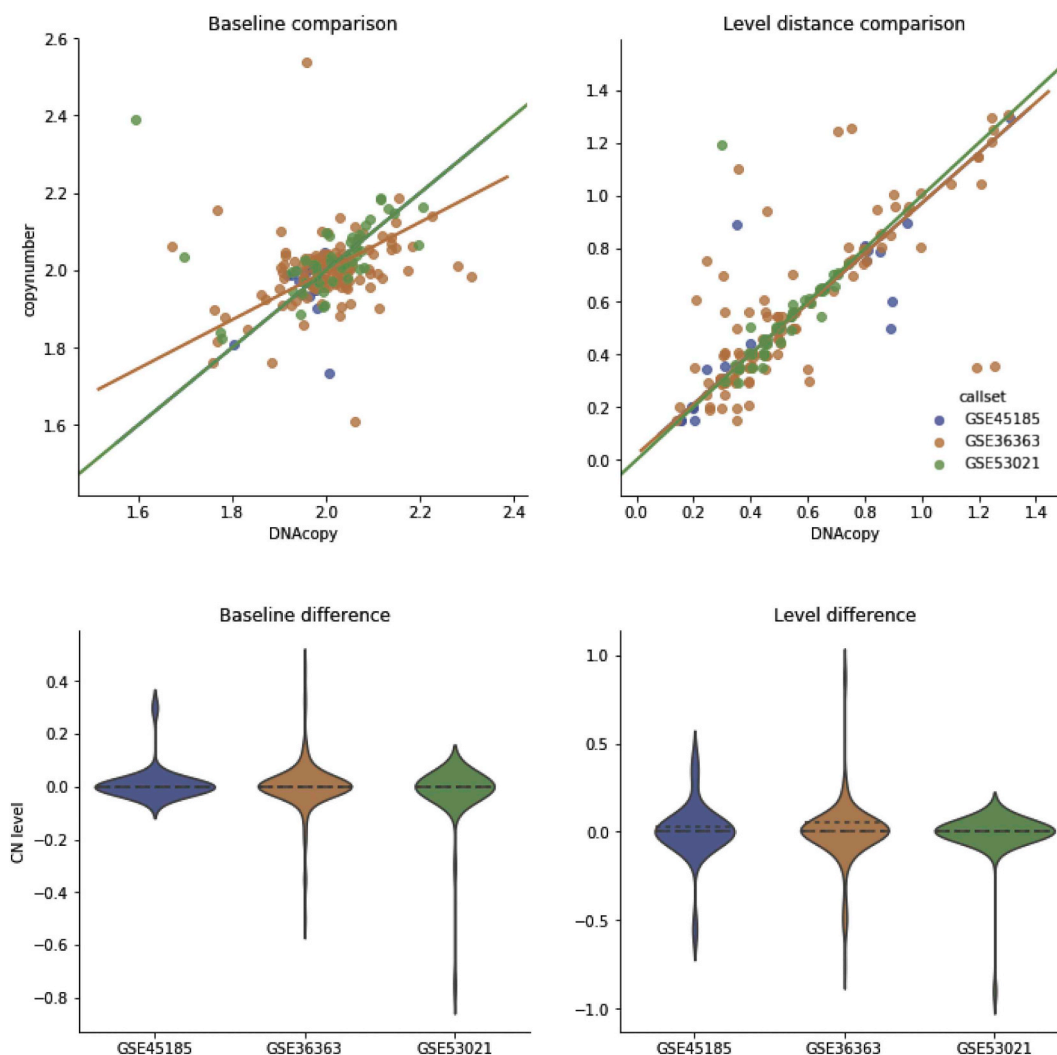 Baseline comparison
2.6
2.4
2.2
2.0
1.8
1.6
copynumber
1.6 1.8 2.0 2.2 2.4
DNAcopy
Level distance comparison
1.4
1.2
1.0
0.8
0.6
0.4
0.2
0.0
callset
GSE45185
GSE36363
GSE53021
0.0 0.2 0.4 0.6 0.8 1.0 1.2 1.4
DNAcopy
Baseline difference
0.4
0.2
0.0
−0.2
−0.4
−0.6
−0.8
CN level
GSE45185 GSE36363 GSE53021
Level difference
1.0
0.5
0.0
−0.5
−1.0
GSE45185 GSE36363 GSE53021